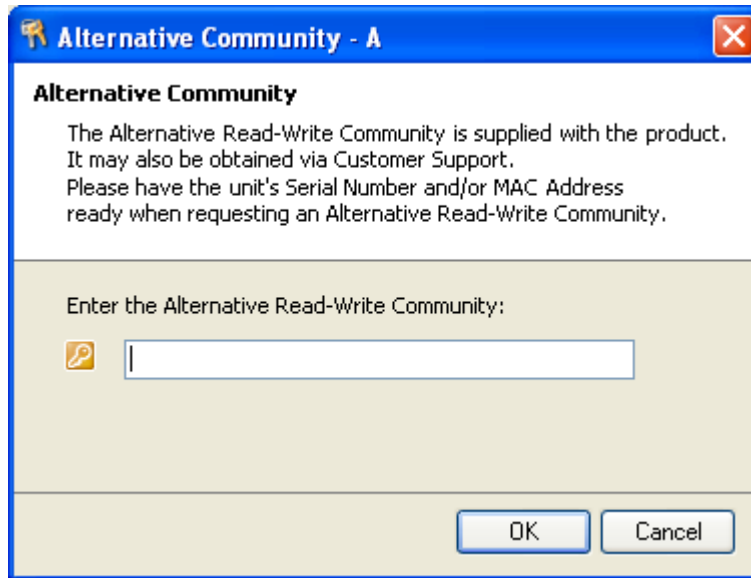 Alternative Community - A
Alternative Community
The Alternative Read-Write Community is supplied with the product.
It may also be obtained via Customer Support.
Please have the unit's Serial Number and/or MAC Address
ready when requesting an Alternative Read-Write Community.
Enter the Alternative Read-Write Community:
OK Cancel